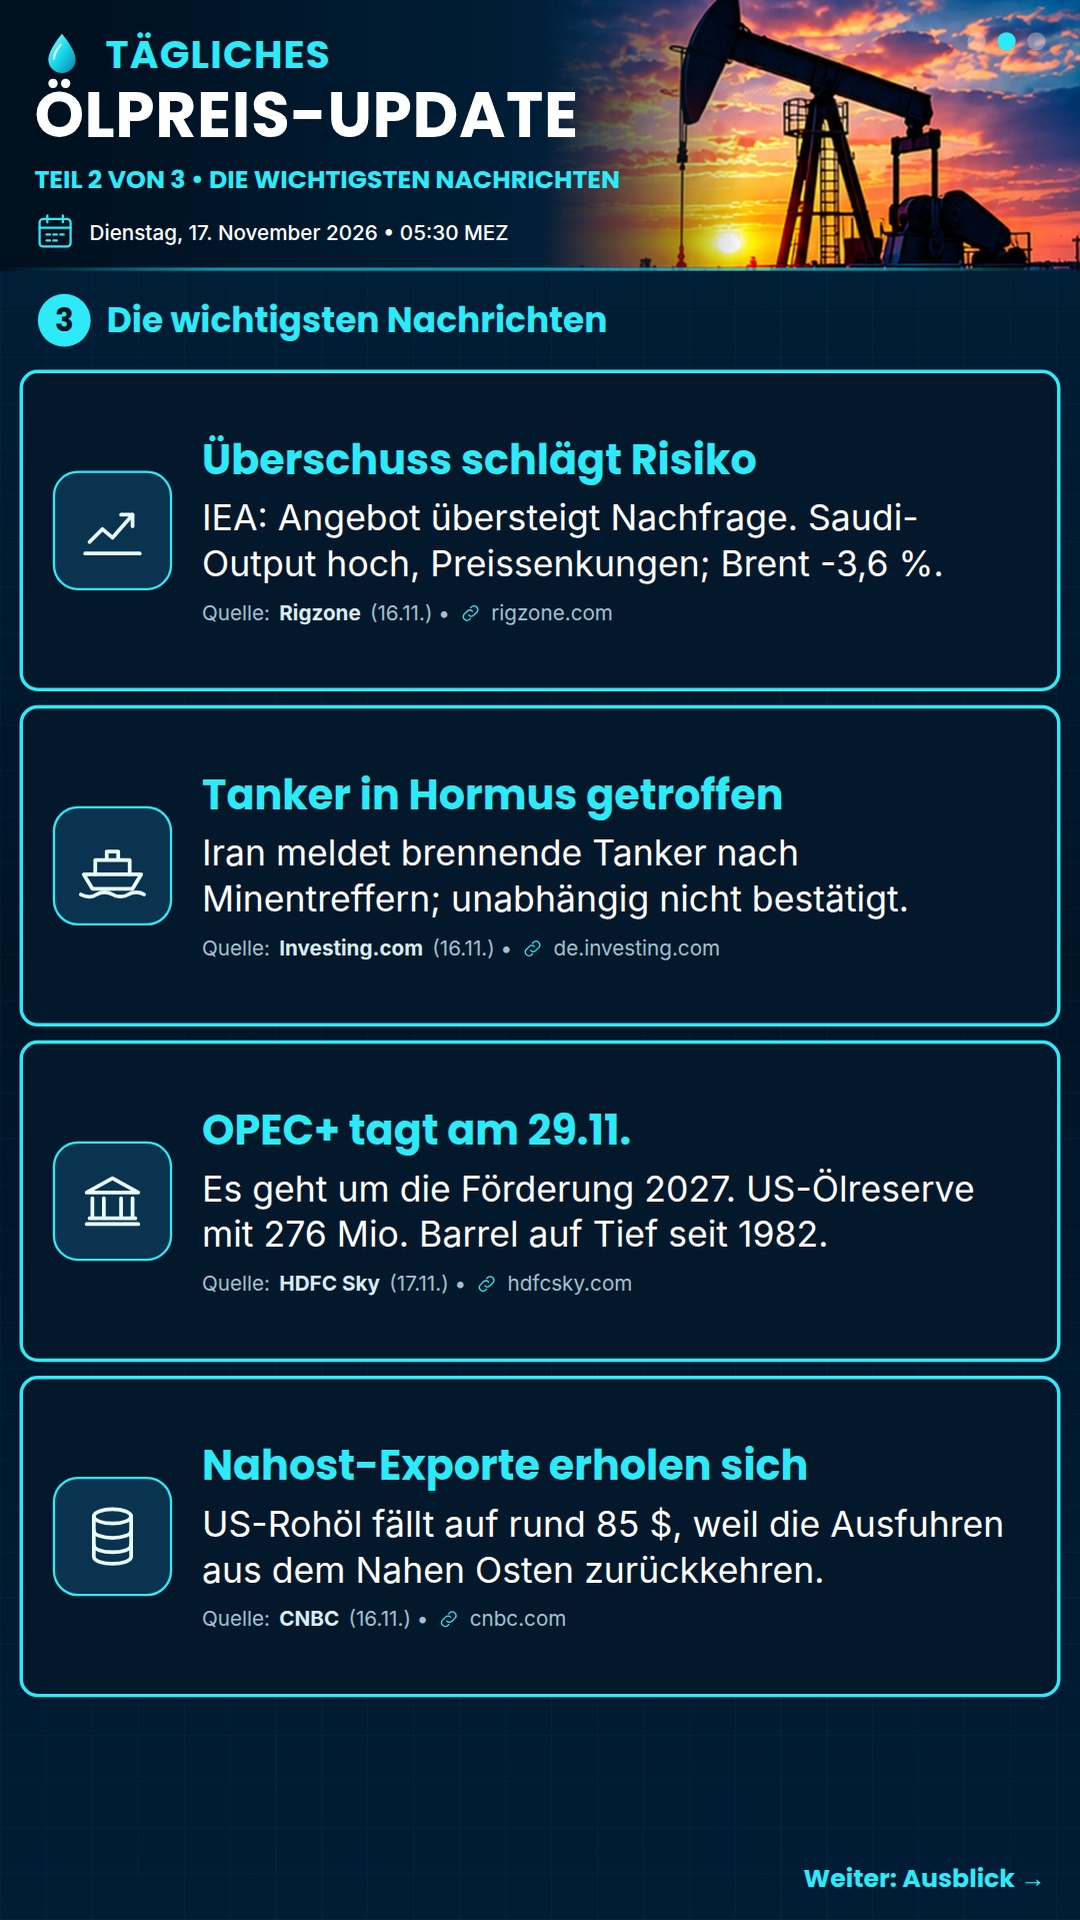 TÄGLICHES
ÖLPREIS-UPDATE
TEIL 2 VON 3 • DIE WICHTIGSTEN NACHRICHTEN
Dienstag, 17. November 2026 • 05:30 MEZ
3 Die wichtigsten Nachrichten
Überschuss schlägt Risiko
IEA: Angebot übersteigt Nachfrage. Saudi-
Output hoch, Preissenkungen; Brent -3,6 %.
Quelle: Rigzone (16.11.) • rigzone.com
Tanker in Hormus getroffen
Iran meldet brennende Tanker nach
Minentreffern; unabhängig nicht bestätigt.
Quelle: Investing.com (16.11.) • de.investing.com
OPEC+ tagt am 29.11.
Es geht um die Förderung 2027. US-Ölreserve
mit 276 Mio. Barrel auf Tief seit 1982.
Quelle: HDFC Sky (17.11.) • hdfcsky.com
Nahost-Exporte erholen sich
US-Rohöl fällt auf rund 85 $, weil die Ausfuhren
aus dem Nahen Osten zurückkehren.
Quelle: CNBC (16.11.) • cnbc.com
Weiter: Ausblick →